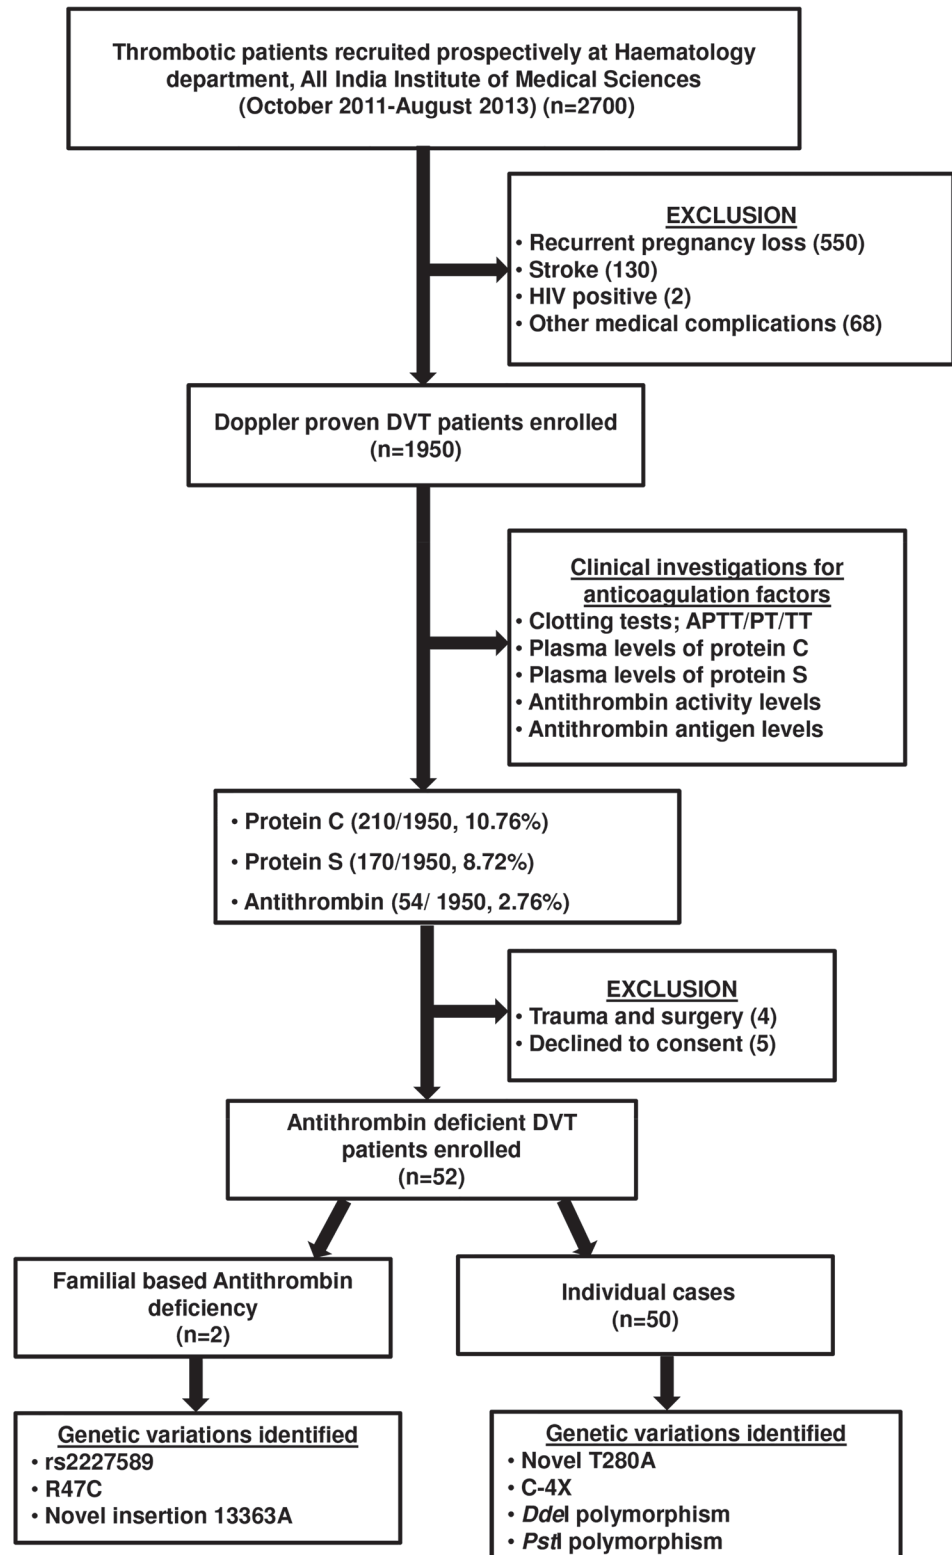 Thrombotic patients recruited prospectively at Haematology
department, All India Institute of Medical Sciences
(October 2011-August 2013) (n=2700)
EXCLUSION
• Recurrent pregnancy loss (550)
• Stroke (130)
• HIV positive (2)
• Other medical complications (68)
Doppler proven DVT patients enrolled
(n=1950)
Clinical investigations for
anticoagulation factors
• Clotting tests; APTT/PT/TT
• Plasma levels of protein C
• Plasma levels of protein S
• Antithrombin activity levels
• Antithrombin antigen levels
• Protein C (210/1950, 10.76%)
• Protein S (170/1950, 8.72%)
• Antithrombin (54/ 1950, 2.76%)
EXCLUSION
• Trauma and surgery (4)
• Declined to consent (5)
Antithrombin deficient DVT
patients enrolled
(n=52)
Familial based Antithrombin
deficiency
(n=2)
Individual cases
(n=50)
Genetic variations identified
• rs2227589
• R47C
• Novel insertion 13363A
Genetic variations identified
• Novel T280A
• C-4X
• DdeI polymorphism
• PstI polymorphism